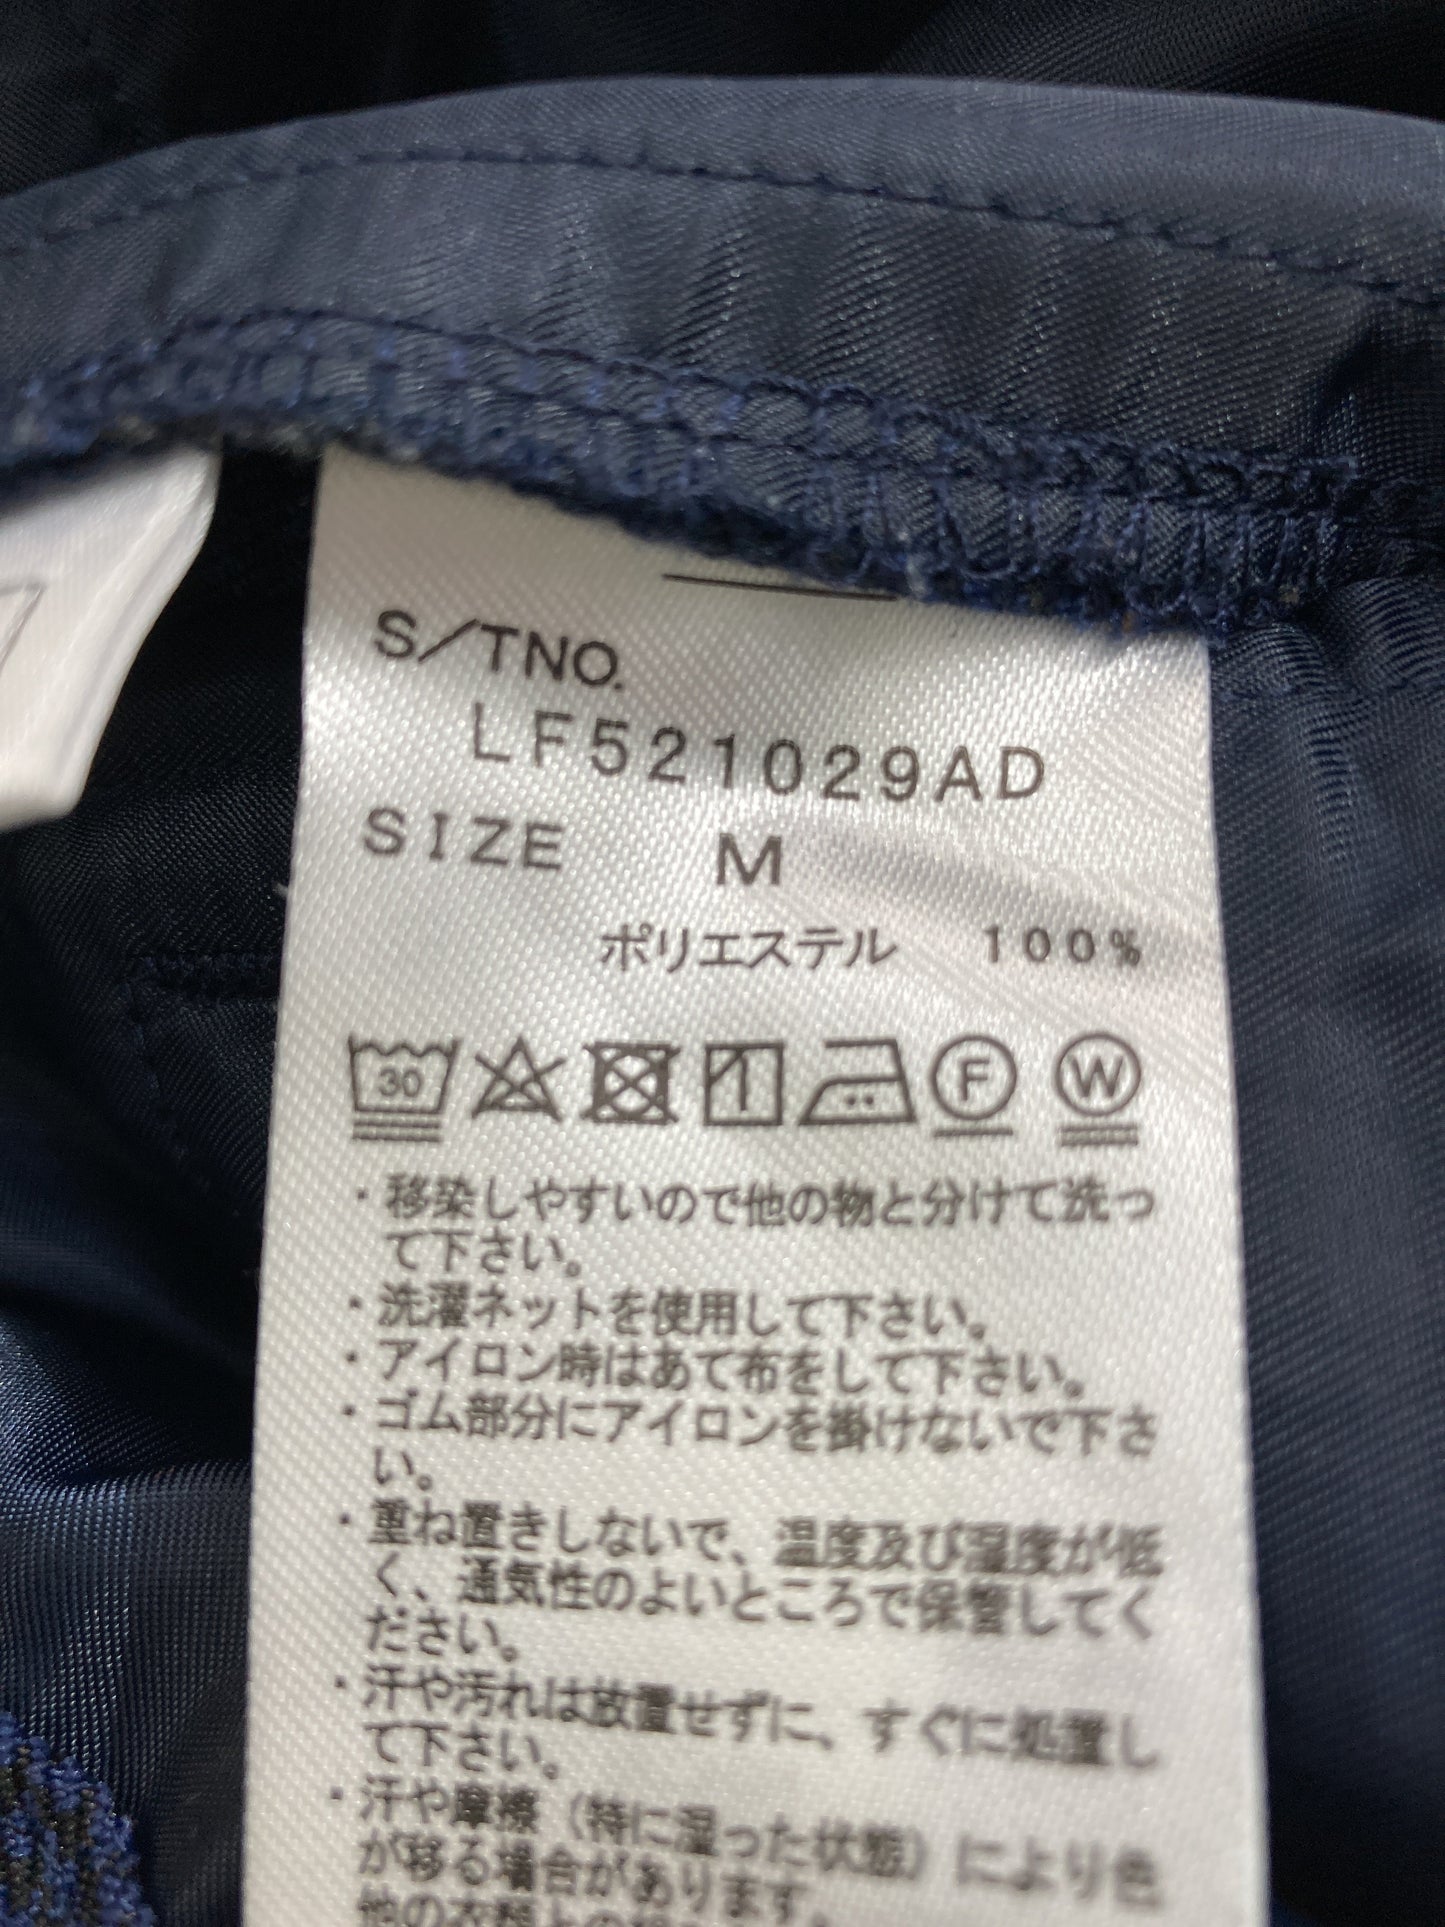 S/TNO.
LF521029AD
SIZE M
ポリエステル 100%
30 F W
・移染しやすいので他の物と分けて洗っ
て下さい。
・洗濯ネットを使用して下さい。
・アイロン時はあて布をして下さい。
・ゴム部分にアイロンを掛けないで下さ
い。
・重ね置きしないで、温度及び湿度が低
く、通気性のよいところで保管してく
ださい。
・汗や汚れは放置せずに、すぐに処置し
て下さい。
・汗や摩擦（特に湿った状態）により色
が移る場合があります。
他の衣類との